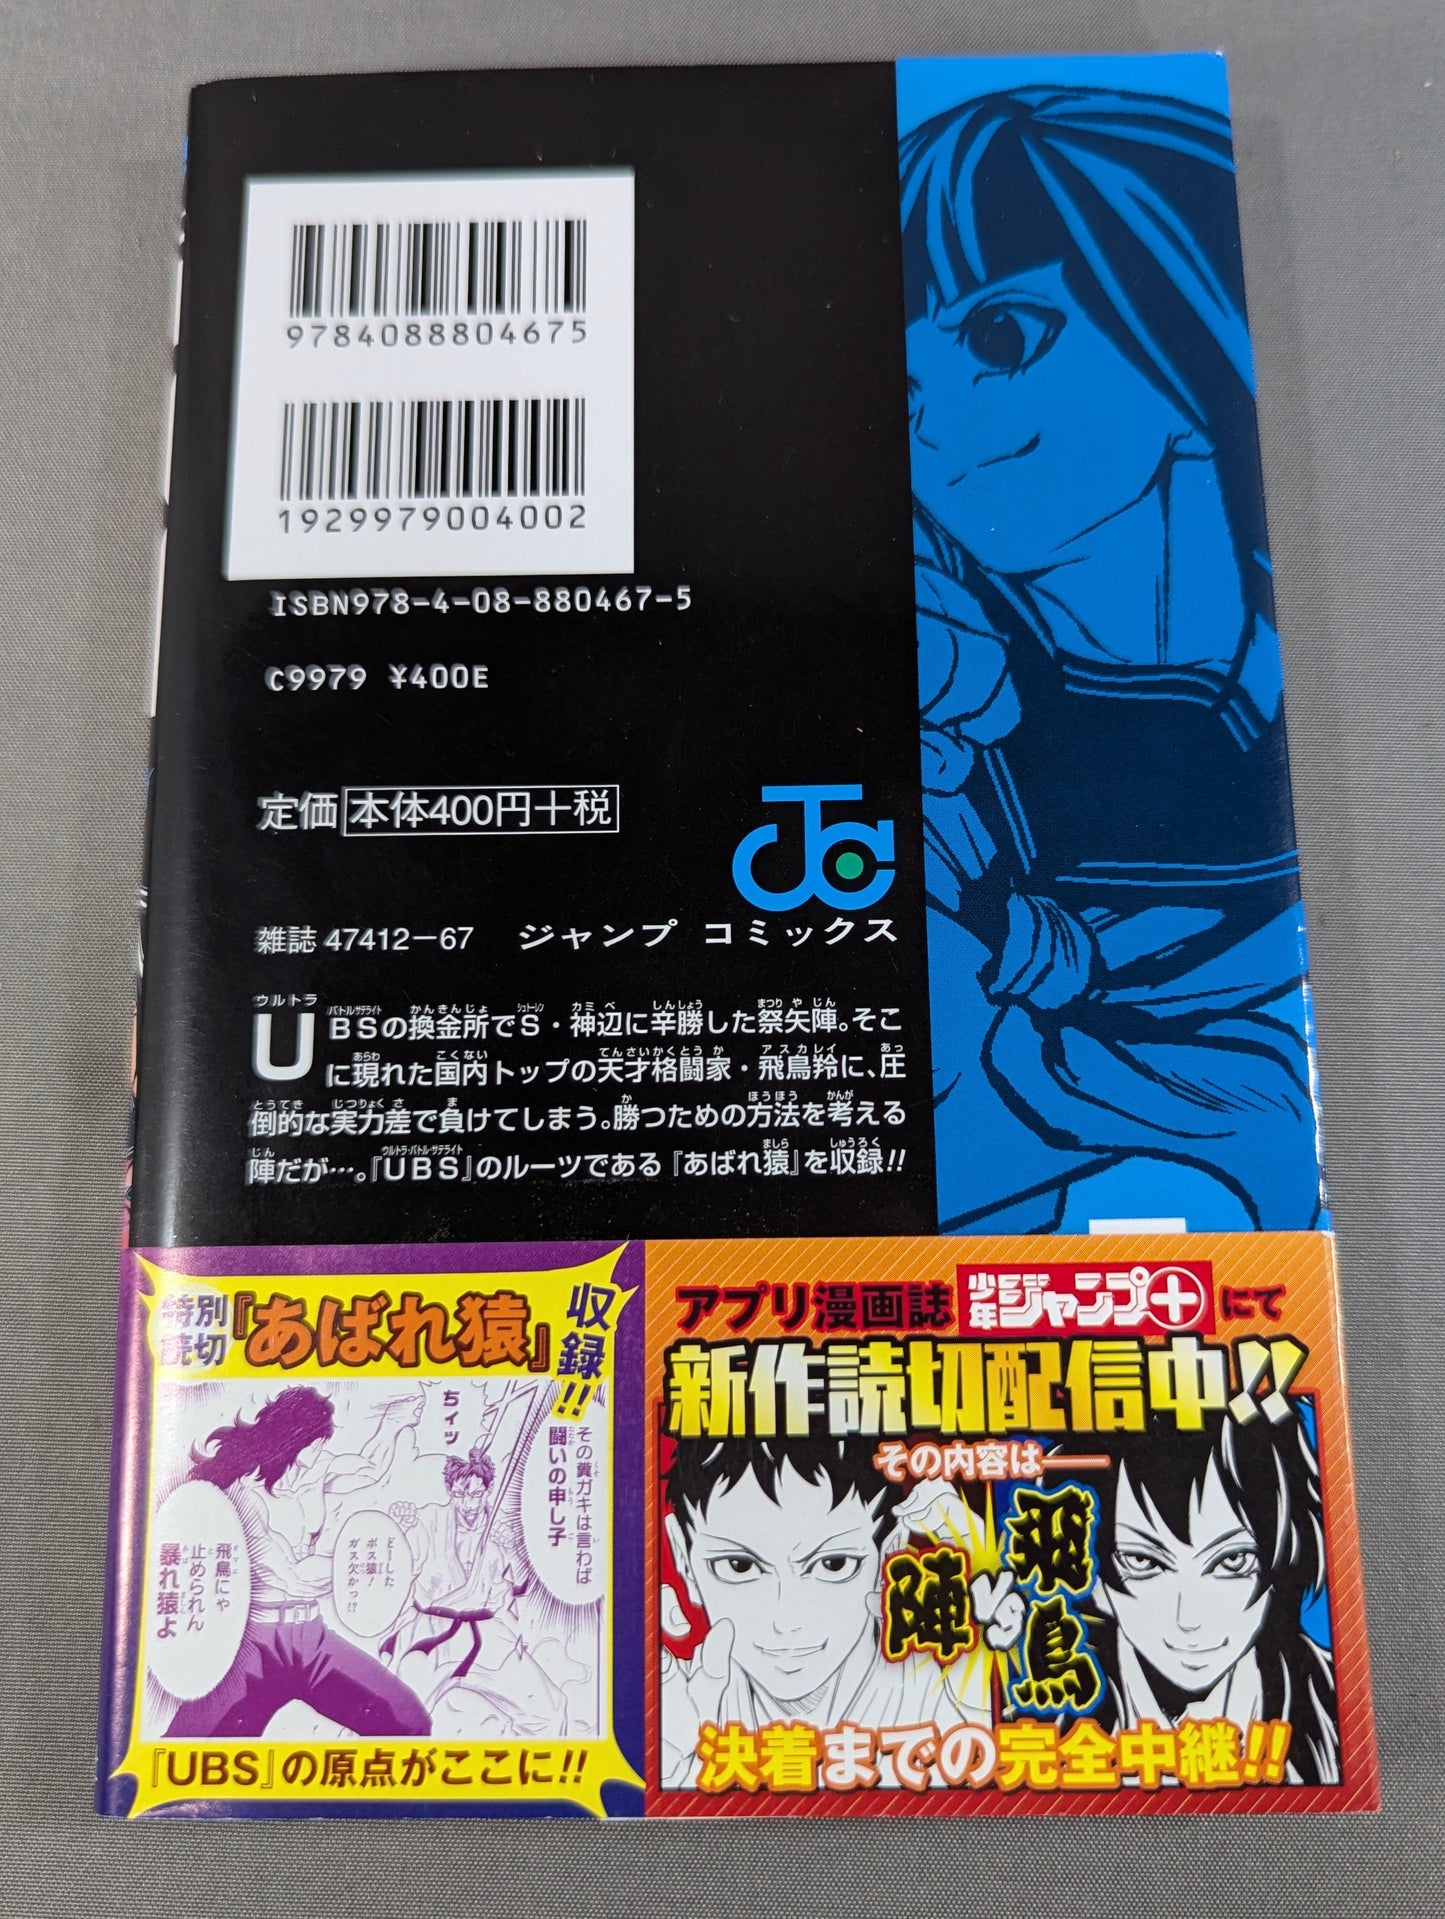 9784088804675
1929979004002
ISBN978-4-08-880467-5
C9979 ¥400E
定価 本体400円+税
雑誌 47412-67 ジャンプ コミックス
UBSの換金所でS・神辺に辛勝した祭矢陣。そこ
に現れた国内トップの天才格闘家・飛鳥羚に、圧
倒的な実力差で負けてしまう。勝つための方法を考える
陣だが…。『UBS』のルーツである『あばれ猿』を収録!!
特別読切『あばれ猿』収録!!
ちィッ
その糞ガキは言わば
闘いの申し子
どーした
ボス猿!
ガス欠かっ!?
飛鳥にゃ
止められん
暴れ猿よ
『UBS』の原点がここに!!
アプリ漫画誌 少年ジャンプ+ にて
新作読切配信中!!
その内容は──
陣 VS 飛鳥
決着までの完全中継!!